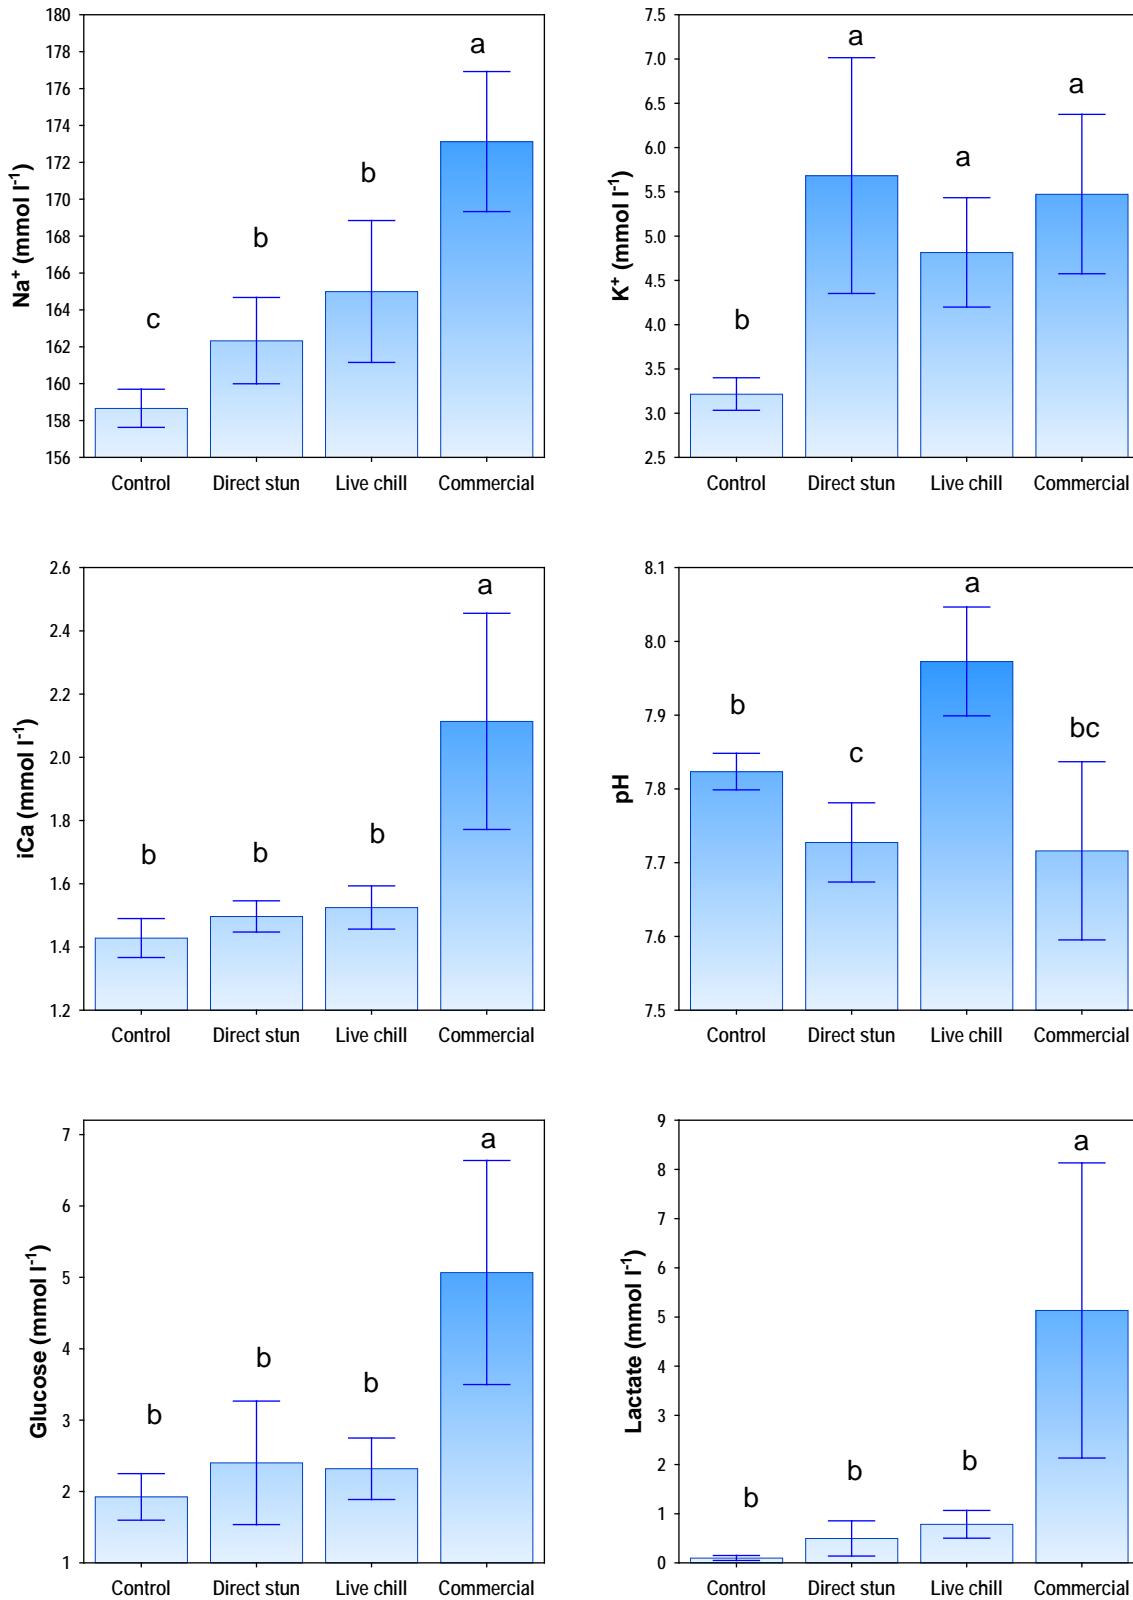 Na⁺ (mmol l⁻¹)
180
178
176
174
172
170
168
166
164
162
160
158
156
c
b
b
a
Control Direct stun Live chill Commercial
K⁺ (mmol l⁻¹)
7.5
7.0
6.5
6.0
5.5
5.0
4.5
4.0
3.5
3.0
2.5
b
a
a
a
Control Direct stun Live chill Commercial
iCa (mmol l⁻¹)
2.6
2.4
2.2
2.0
1.8
1.6
1.4
1.2
b
b
b
a
Control Direct stun Live chill Commercial
pH
8.1
8.0
7.9
7.8
7.7
7.6
7.5
b
c
a
bc
Control Direct stun Live chill Commercial
Glucose (mmol l⁻¹)
7
6
5
4
3
2
1
b
b
b
a
Control Direct stun Live chill Commercial
Lactate (mmol l⁻¹)
9
8
7
6
5
4
3
2
1
0
b
b
b
a
Control Direct stun Live chill Commercial